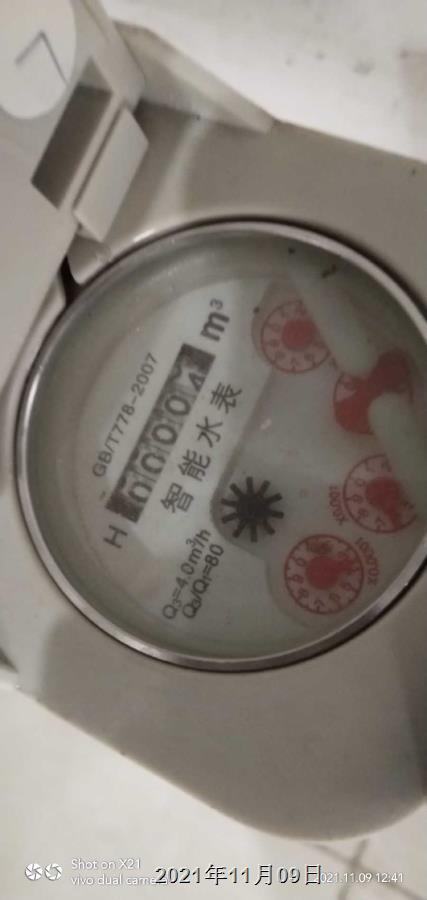 GB/T778-2007
H 0000 m³
智能水表
Q3=4.0m³/h
Q3/Q1=80
X0.001
X0.0001
Shot on X21
vivo dual camera
2021年11月09日
2021.11.09 12:41